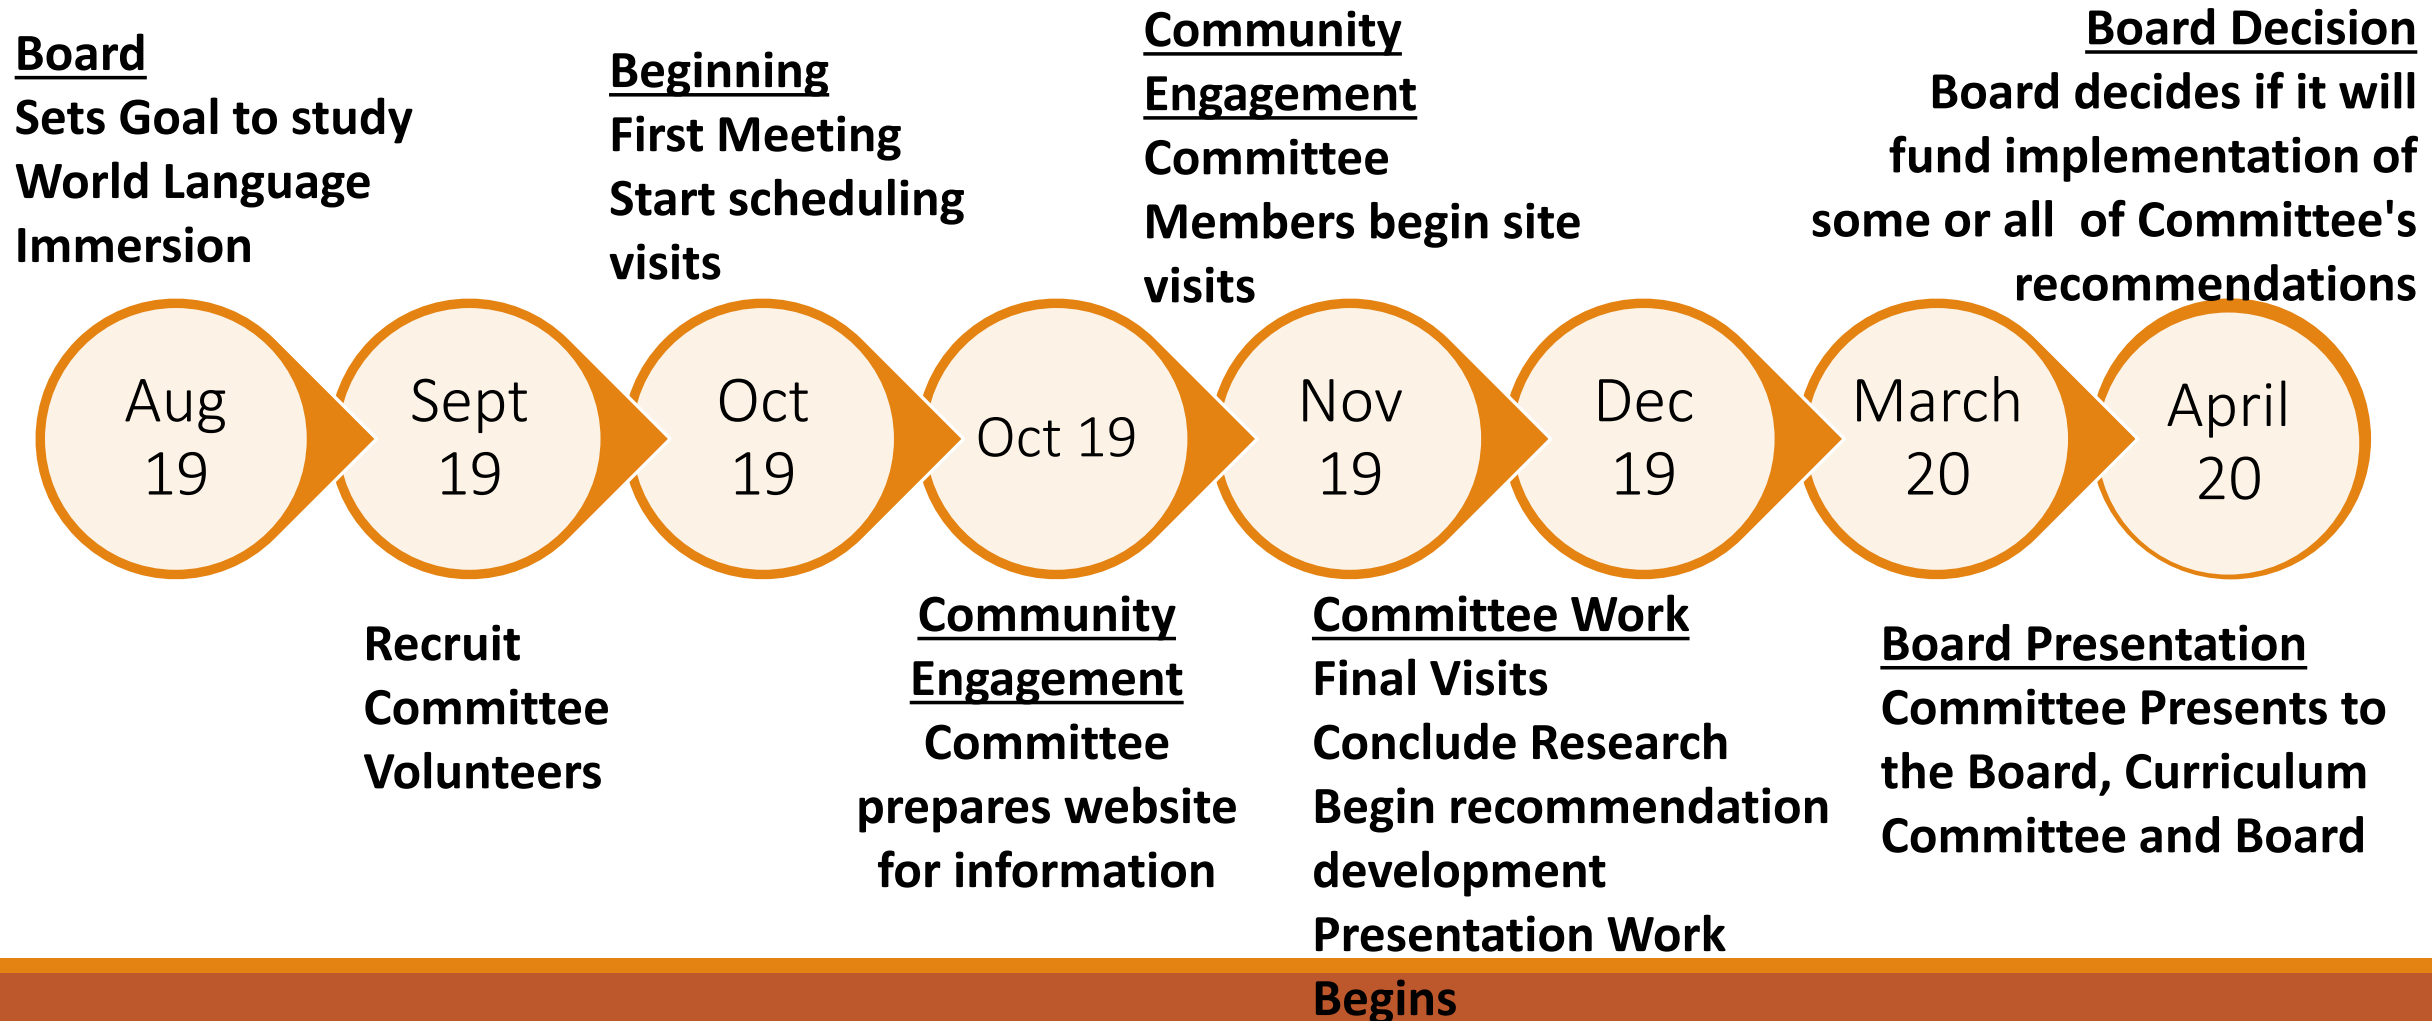 Board
Sets Goal to study
World Language
Immersion
Beginning
First Meeting
Start scheduling
visits
Community
Engagement
Committee
Members begin site
visits
Board Decision
Board decides if it will
fund implementation of
some or all  of Committee's
recommendations
Aug
19
Sept
19
Oct
19
Oct 19
Nov
19
Dec
19
March
20
April
20
Recruit
Committee
Volunteers
Community
Engagement
Committee
prepares website
for information
Committee Work
Final Visits
Conclude Research
Begin recommendation
development
Presentation Work
Begins
Board Presentation
Committee Presents to
the Board, Curriculum
Committee and Board